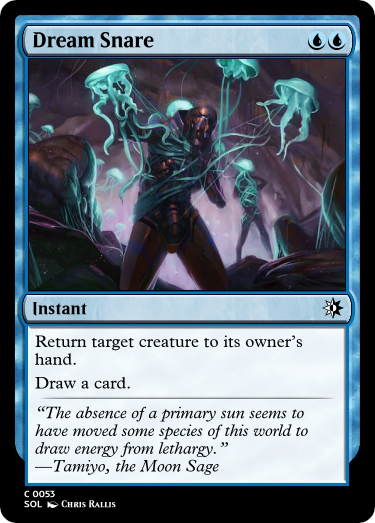 Dream Snare
Instant
Return target creature to its owner's
hand.
Draw a card.
“The absence of a primary sun seems to
have moved some species of this world to
draw energy from lethargy.”
—Tamiyo, the Moon Sage
C 0053
SOL Chris Rallis